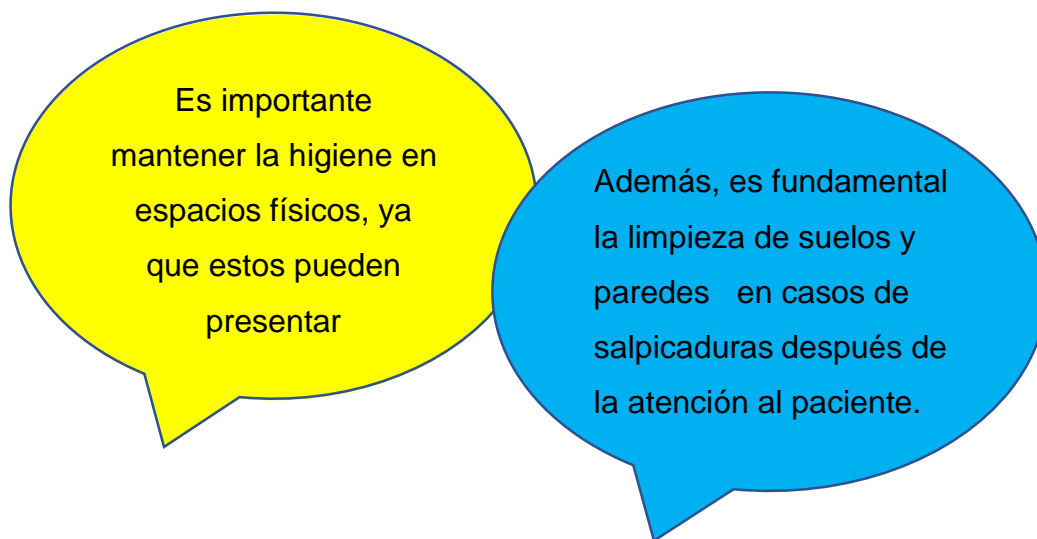 Es importante
mantener la higiene en
espacios físicos, ya
que estos pueden
presentar
Además, es fundamental
la limpieza de suelos y
paredes   en casos de
salpicaduras después de
la atención al paciente.